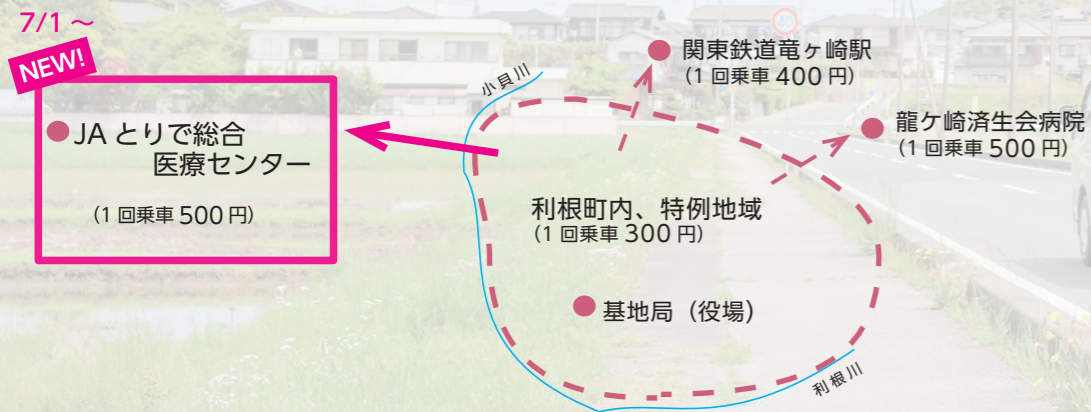 7/1 ~
NEW!
JA とりで総合
医療センター
(1 回乗車 500 円)
小貝川
関東鉄道竜ヶ崎駅
(1 回乗車 400 円)
龍ケ崎済生会病院
(1 回乗車 500 円)
利根町内、特例地域
(1 回乗車 300 円)
基地局（役場)
利根川
40